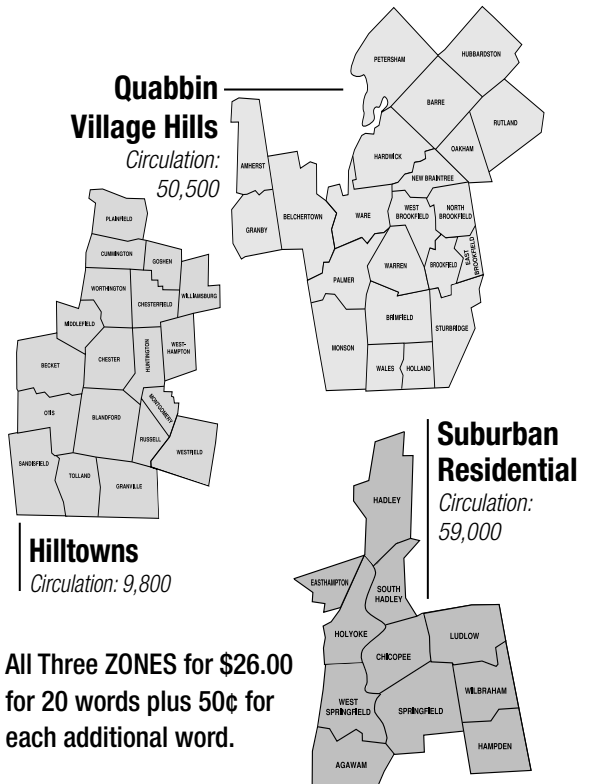 Quabbin
Village Hills
Circulation:
50,500
PETERSHAM
HUBBARDSTON
BARRE
RUTLAND
OAKHAM
HARDWICK
NEW BRAINTREE
AMHERST
GRANBY
BELCHERTOWN
WARE
WEST
BROOKFIELD
NORTH
BROOKFIELD
EAST
BROOKFIELD
BROOKFIELD
WARREN
PALMER
BRIMFIELD
STURBRIDGE
MONSON
WALES
HOLLAND
PLAINFIELD
CUMMINGTON
GOSHEN
WORTHINGTON
CHESTERFIELD
WILLIAMSBURG
MIDDLEFIELD
CHESTER
HUNTINGTON
WEST-
HAMPTON
BECKET
OTIS
BLANDFORD
MONTGOMERY
RUSSELL
WESTFIELD
SANDISFIELD
TOLLAND
GRANVILLE
Hilltowns
Circulation: 9,800
Suburban
Residential
Circulation:
59,000
HADLEY
EASTHAMPTON
SOUTH
HADLEY
HOLYOKE
CHICOPEE
LUDLOW
WEST
SPRINGFIELD
SPRINGFIELD
WILBRAHAM
HAMPDEN
AGAWAM
All Three ZONES for $26.00
for 20 words plus 50¢ for
each additional word.